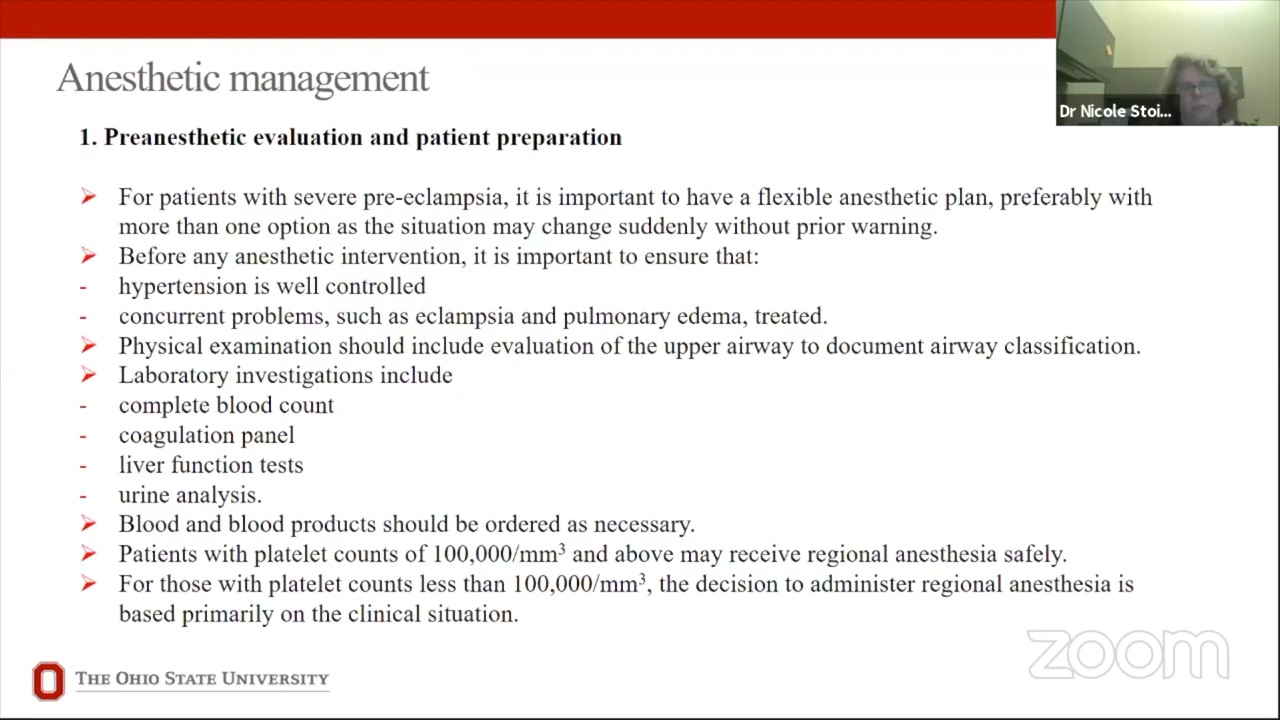 Anesthetic management
Dr Nicole Stoi...
1. Preanesthetic evaluation and patient preparation
➢ For patients with severe pre-eclampsia, it is important to have a flexible anesthetic plan, preferably with
more than one option as the situation may change suddenly without prior warning.
➢ Before any anesthetic intervention, it is important to ensure that:
- hypertension is well controlled
- concurrent problems, such as eclampsia and pulmonary edema, treated.
➢ Physical examination should include evaluation of the upper airway to document airway classification.
➢ Laboratory investigations include
- complete blood count
- coagulation panel
- liver function tests
- urine analysis.
➢ Blood and blood products should be ordered as necessary.
➢ Patients with platelet counts of 100,000/mm³ and above may receive regional anesthesia safely.
➢ For those with platelet counts less than 100,000/mm³, the decision to administer regional anesthesia is
based primarily on the clinical situation.
zoom
THE OHIO STATE UNIVERSITY